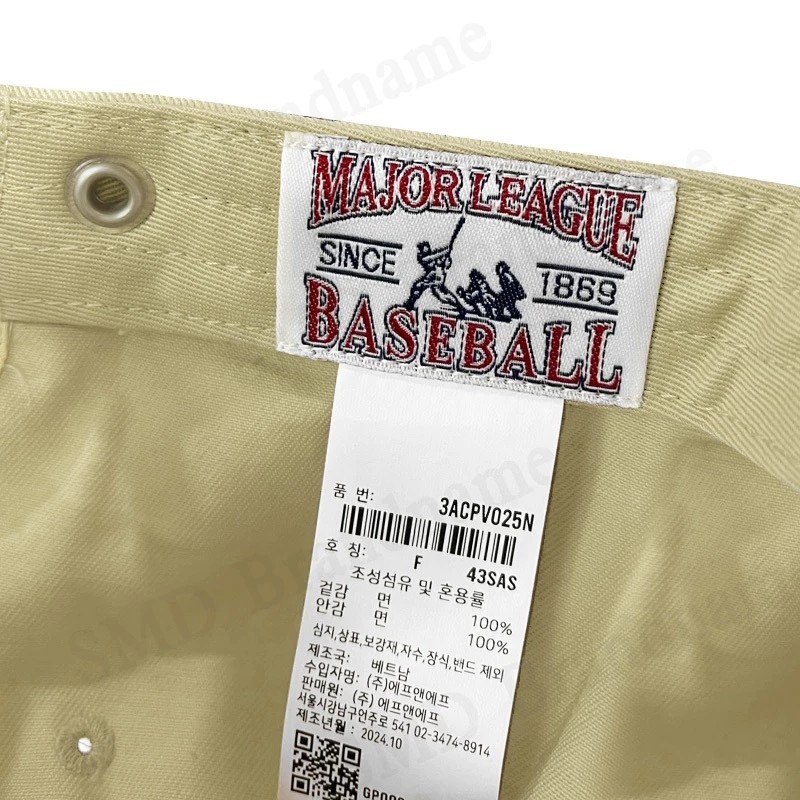 MAJOR LEAGUE
SINCE 1869
BASEBALL
품 번: 3ACPV025N
호 칭: F 43SAS
조성섬유 및 혼용률
겉감 면 100%
안감 면 100%
심지,상표,보강재,자수,장식,밴드 제외
제조국: 베트남
수입자명: (주)에프앤에프
판매원: (주) 에프앤에프
서울시강남구언주로 541 02-3474-8914
제조년월 : 2024.10
SMD Brandname